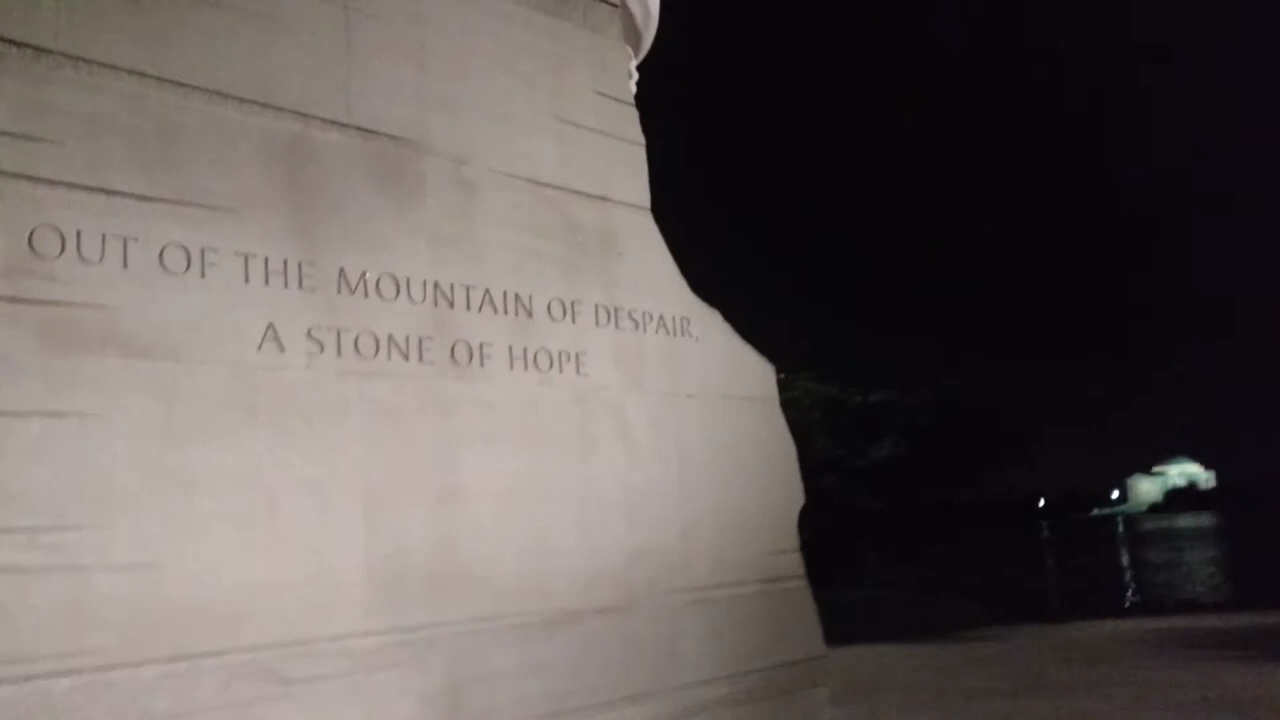 OUT OF THE MOUNTAIN OF DESPAIR,
A STONE OF HOPE